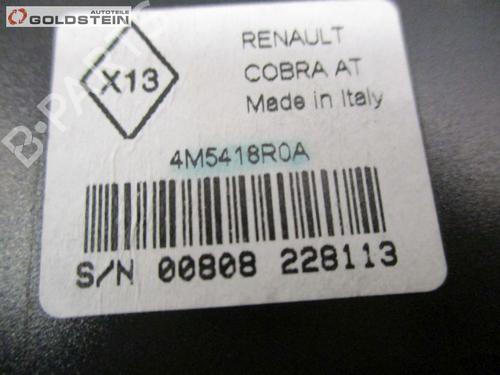 Autoteile
GOLDSTEIN
B-PARTS
X13
RENAULT
COBRA AT
Made in Italy
4M5418R0A
S/N 00808 228113